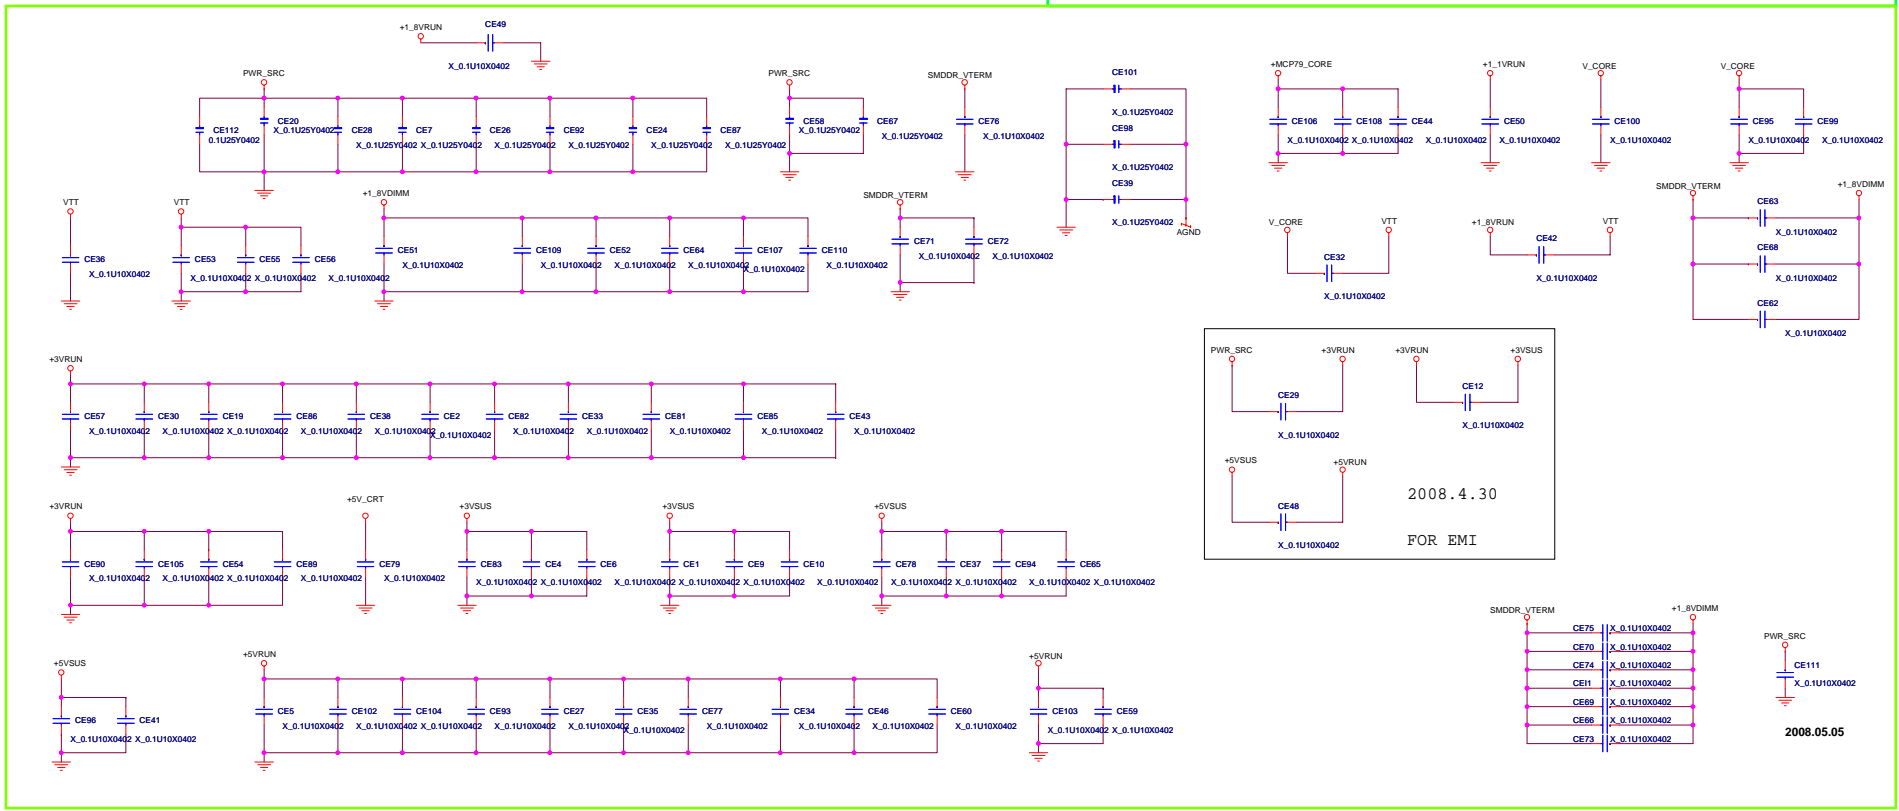 +1_8VRUN
CE49
X_0.1U10X0402
PWR_SRC
CE112
0.1U25Y0402
CE20
X_0.1U25Y0402
CE28
X_0.1U25Y0402
CE7
X_0.1U25Y0402
CE26
X_0.1U25Y0402
CE92
X_0.1U25Y0402
CE24
X_0.1U25Y0402
CE87
X_0.1U25Y0402
PWR_SRC
CE58
X_0.1U25Y0402
CE67
X_0.1U25Y0402
SMDDR_VTERM
CE76
X_0.1U10X0402
CE101
X_0.1U25Y0402
CE98
X_0.1U25Y0402
CE39
X_0.1U25Y0402
AGND
+MCP79_CORE
CE106
X_0.1U10X0402
CE108
X_0.1U10X0402
CE44
X_0.1U10X0402
+1_1VRUN
CE50
X_0.1U10X0402
V_CORE
CE100
X_0.1U10X0402
V_CORE
CE95
X_0.1U10X0402
CE99
X_0.1U10X0402
VTT
CE36
X_0.1U10X0402
VTT
CE53
X_0.1U10X0402
CE55
X_0.1U10X0402
CE56
X_0.1U10X0402
+1_8VDIMM
CE51
X_0.1U10X0402
CE109
X_0.1U10X0402
CE52
X_0.1U10X0402
CE64
X_0.1U10X0402
CE107
X_0.1U10X0402
CE110
X_0.1U10X0402
SMDDR_VTERM
CE71
X_0.1U10X0402
CE72
X_0.1U10X0402
V_CORE
VTT
CE32
X_0.1U10X0402
+1_8VRUN
VTT
CE42
X_0.1U10X0402
SMDDR_VTERM
+1_8VDIMM
CE63
X_0.1U10X0402
CE68
X_0.1U10X0402
CE62
X_0.1U10X0402
+3VRUN
CE57
X_0.1U10X0402
CE30
X_0.1U10X0402
CE19
X_0.1U10X0402
CE86
X_0.1U10X0402
CE38
X_0.1U10X0402
CE2
X_0.1U10X0402
CE82
X_0.1U10X0402
CE33
X_0.1U10X0402
CE81
X_0.1U10X0402
CE85
X_0.1U10X0402
CE43
X_0.1U10X0402
PWR_SRC
+3VRUN
CE29
X_0.1U10X0402
+3VRUN
+3VSUS
CE12
X_0.1U10X0402
+5VSUS
+5VRUN
CE48
X_0.1U10X0402
2008.4.30
FOR EMI
+3VRUN
CE90
X_0.1U10X0402
CE105
X_0.1U10X0402
CE54
X_0.1U10X0402
CE89
X_0.1U10X0402
+5V_CRT
CE79
X_0.1U10X0402
+3VSUS
CE83
X_0.1U10X0402
CE4
X_0.1U10X0402
CE6
X_0.1U10X0402
+3VSUS
CE1
X_0.1U10X0402
CE9
X_0.1U10X0402
CE10
X_0.1U10X0402
+5VSUS
CE78
X_0.1U10X0402
CE37
X_0.1U10X0402
CE94
X_0.1U10X0402
CE65
X_0.1U10X0402
+5VSUS
CE96
X_0.1U10X0402
CE41
X_0.1U10X0402
+5VRUN
CE5
X_0.1U10X0402
CE102
X_0.1U10X0402
CE104
X_0.1U10X0402
CE93
X_0.1U10X0402
CE27
X_0.1U10X0402
CE35
X_0.1U10X0402
CE77
X_0.1U10X0402
CE34
X_0.1U10X0402
CE46
X_0.1U10X0402
CE60
X_0.1U10X0402
+5VRUN
CE103
X_0.1U10X0402
CE59
X_0.1U10X0402
SMDDR_VTERM
+1_8VDIMM
CE75 X_0.1U10X0402
CE70 X_0.1U10X0402
CE74 X_0.1U10X0402
CEI1 X_0.1U10X0402
CE69 X_0.1U10X0402
CE66 X_0.1U10X0402
CE73 X_0.1U10X0402
PWR_SRC
CE111
X_0.1U10X0402
2008.05.05